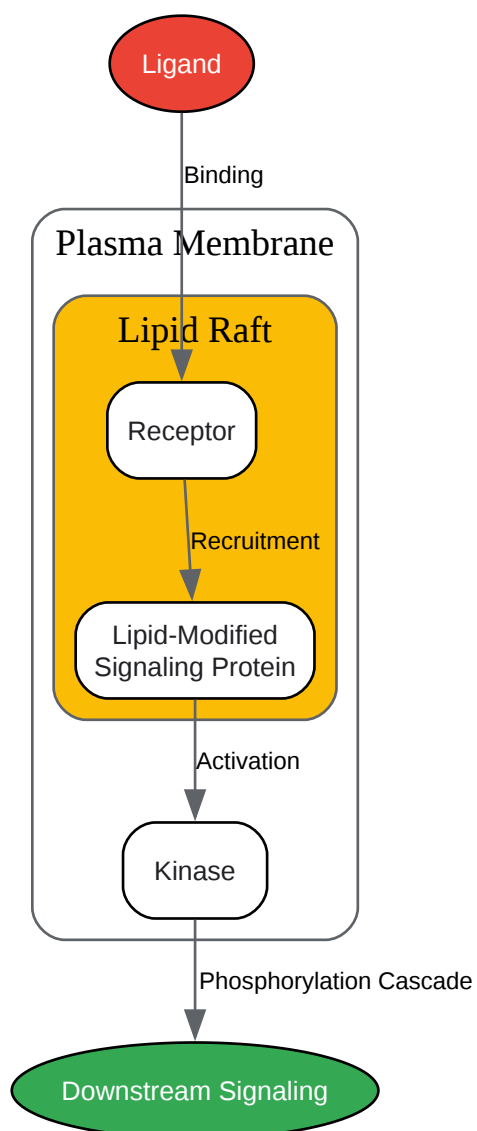 Ligand
Binding
Plasma Membrane
Lipid Raft
Receptor
Recruitment
Lipid-Modified
Signaling Protein
Activation
Kinase
Phosphorylation Cascade
Downstream Signaling